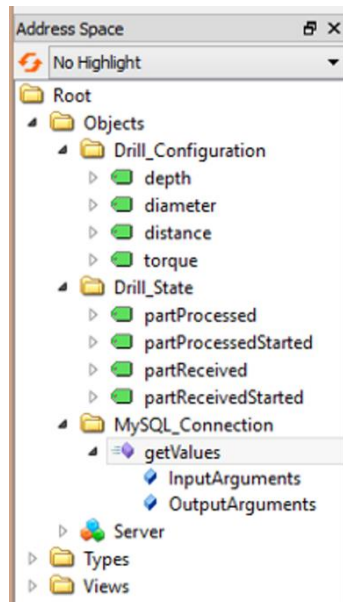 Address Space
No Highlight
Root
Objects
Drill_Configuration
depth
diameter
distance
torque
Drill_State
partProcessed
partProcessedStarted
partReceived
partReceivedStarted
MySQL_Connection
getValues
InputArguments
OutputArguments
Server
Types
Views